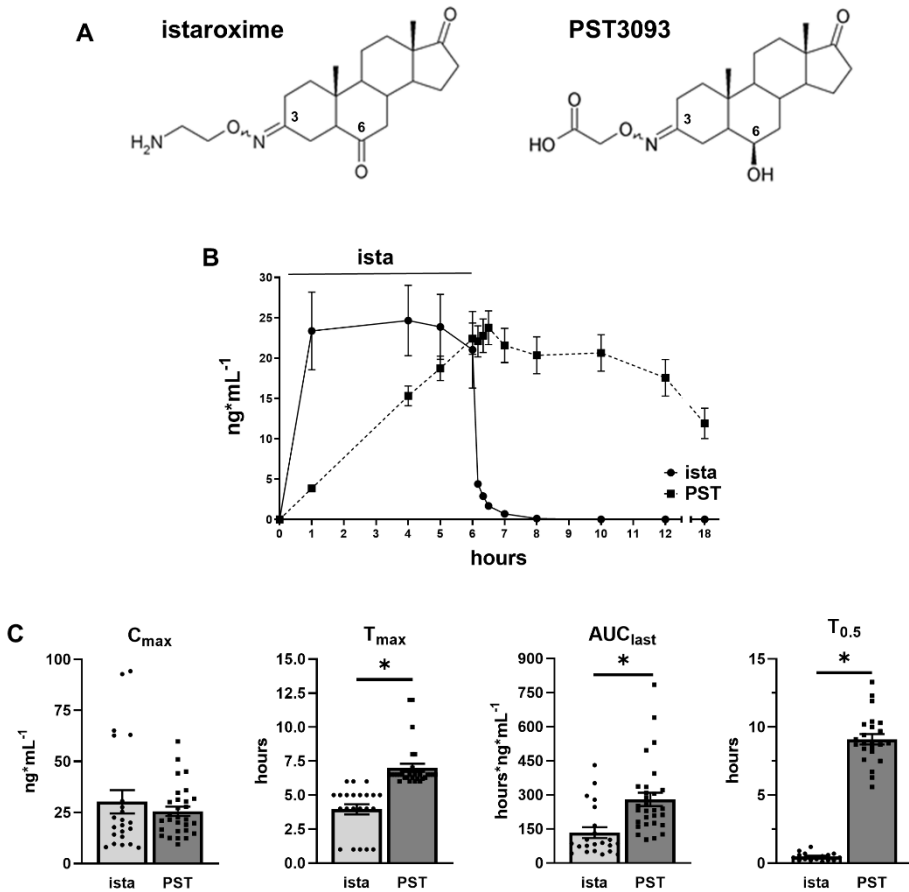 A
istaroxime
PST3093
O
O
3
6
H₂N
O
N
O
O
HO
O
N
3
6
OH
B
ista
30
25
20
15
10
5
0
ng*mL⁻¹
0 1 2 3 4 5 6 7 8 9 10 11 12 18
hours
ista
PST
C
Cmax
100
75
50
25
0
ng*mL⁻¹
ista PST
Tmax
*
15.0
12.5
10.0
7.5
5.0
2.5
0.0
hours
ista PST
AUClast
*
900
750
600
450
300
150
0
hours*ng*mL⁻¹
ista PST
T0.5
*
15
10
5
0
hours
ista PST